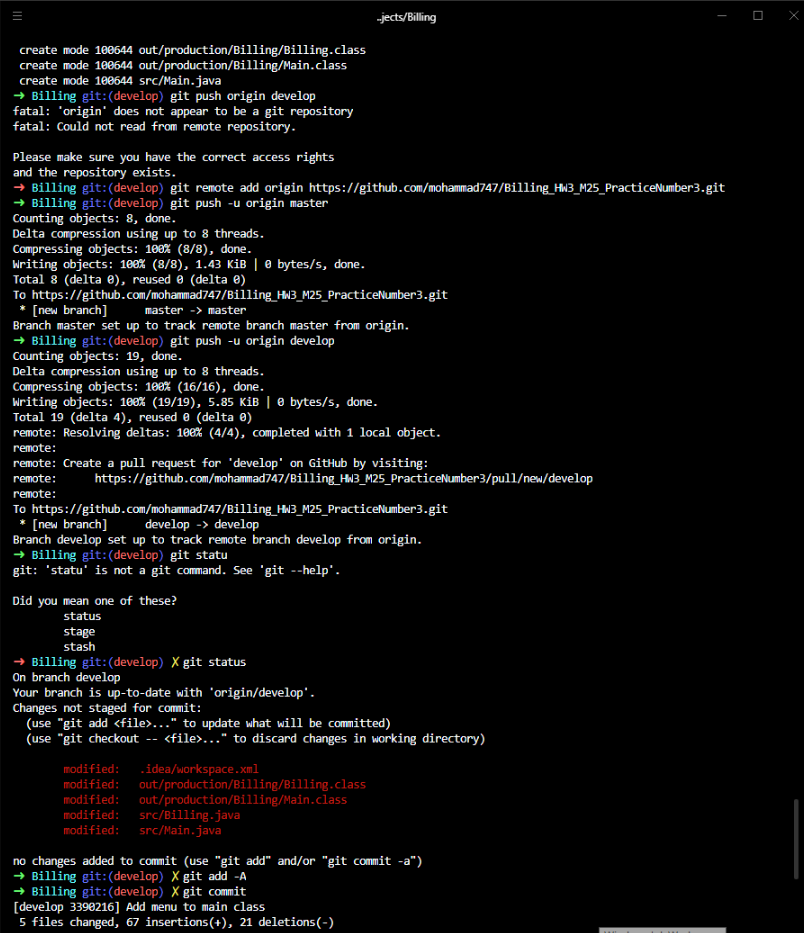 ..jects/Billing
create mode 100644 out/production/Billing/Billing.class
create mode 100644 out/production/Billing/Main.class
create mode 100644 src/Main.java
➜ Billing git:(develop) git push origin develop
fatal: 'origin' does not appear to be a git repository
fatal: Could not read from remote repository.
Please make sure you have the correct access rights
and the repository exists.
➜ Billing git:(develop) git remote add origin https://github.com/mohammad747/Billing_HW3_M25_PracticeNumber3.git
➜ Billing git:(develop) git push -u origin master
Counting objects: 8, done.
Delta compression using up to 8 threads.
Compressing objects: 100% (8/8), done.
Writing objects: 100% (8/8), 1.43 KiB | 0 bytes/s, done.
Total 8 (delta 0), reused 0 (delta 0)
To https://github.com/mohammad747/Billing_HW3_M25_PracticeNumber3.git
* [new branch]      master -> master
Branch master set up to track remote branch master from origin.
➜ Billing git:(develop) git push -u origin develop
Counting objects: 19, done.
Delta compression using up to 8 threads.
Compressing objects: 100% (16/16), done.
Writing objects: 100% (19/19), 5.85 KiB | 0 bytes/s, done.
Total 19 (delta 4), reused 0 (delta 0)
remote: Resolving deltas: 100% (4/4), completed with 1 local object.
remote:
remote: Create a pull request for 'develop' on GitHub by visiting:
remote:      https://github.com/mohammad747/Billing_HW3_M25_PracticeNumber3/pull/new/develop
remote:
To https://github.com/mohammad747/Billing_HW3_M25_PracticeNumber3.git
* [new branch]      develop -> develop
Branch develop set up to track remote branch develop from origin.
➜ Billing git:(develop) git statu
git: 'statu' is not a git command. See 'git --help'.
Did you mean one of these?
status
stage
stash
➜ Billing git:(develop) ✗ git status
On branch develop
Your branch is up-to-date with 'origin/develop'.
Changes not staged for commit:
(use "git add <file>..." to update what will be committed)
(use "git checkout -- <file>..." to discard changes in working directory)
modified:   .idea/workspace.xml
modified:   out/production/Billing/Billing.class
modified:   out/production/Billing/Main.class
modified:   src/Billing.java
modified:   src/Main.java
no changes added to commit (use "git add" and/or "git commit -a")
➜ Billing git:(develop) ✗ git add -A
➜ Billing git:(develop) ✗ git commit
[develop 3390216] Add menu to main class
5 files changed, 67 insertions(+), 21 deletions(-)